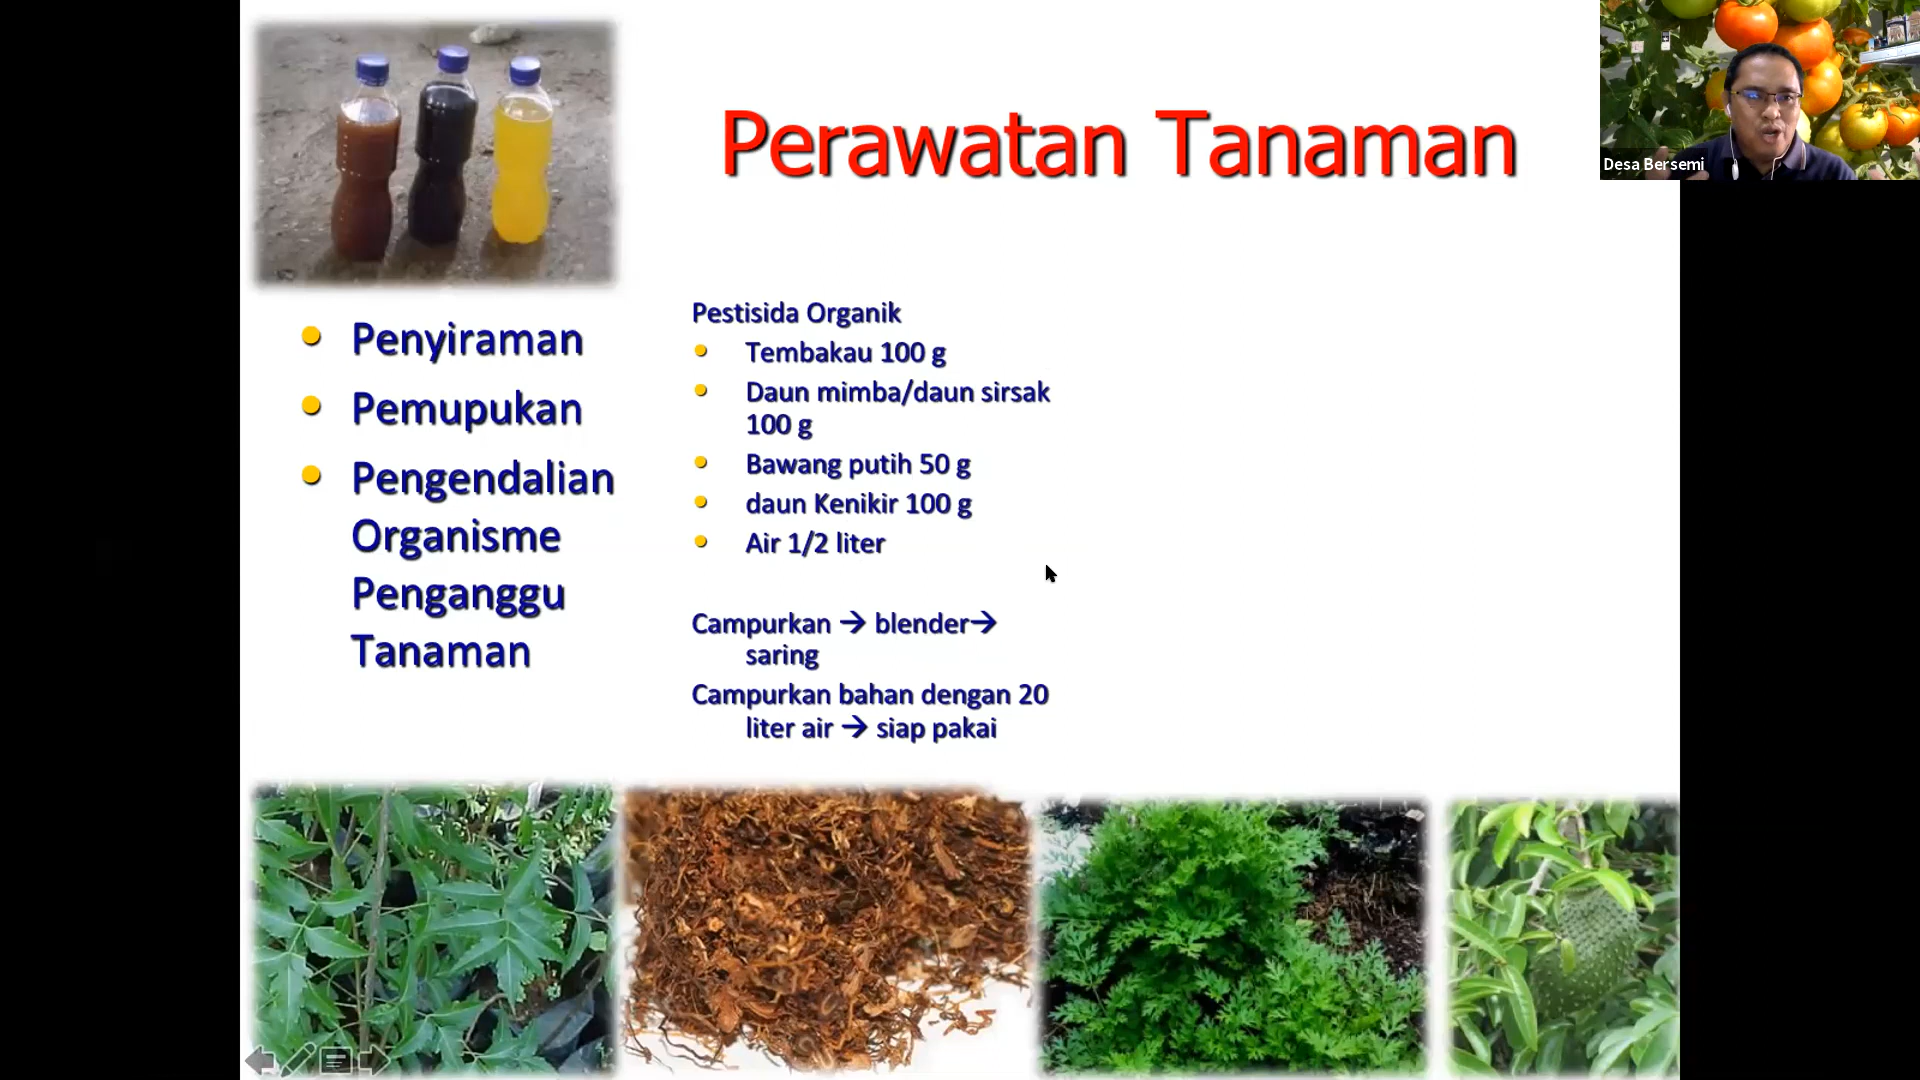 Perawatan Tanaman
Desa Bersemi
Penyiraman
Pemupukan
Pengendalian
Organisme
Penganggu
Tanaman
Pestisida Organik
Tembakau 100 g
Daun mimba/daun sirsak
100 g
Bawang putih 50 g
daun Kenikir 100 g
Air 1/2 liter
Campurkan → blender→
saring
Campurkan bahan dengan 20
liter air → siap pakai